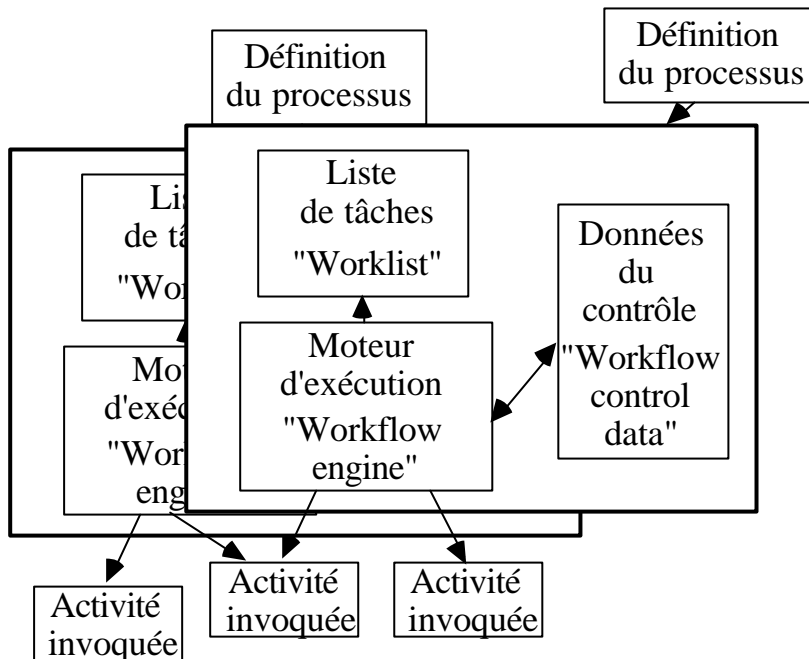 Définition
du processus
Définition
du processus
Liste
de tâches
"Worklist"
Données
du
contrôle
"Workflow
control
data"
Moteur
d'exécution
"Workflow
engine"
Activité
invoquée
Activité
invoquée
Activité
invoquée